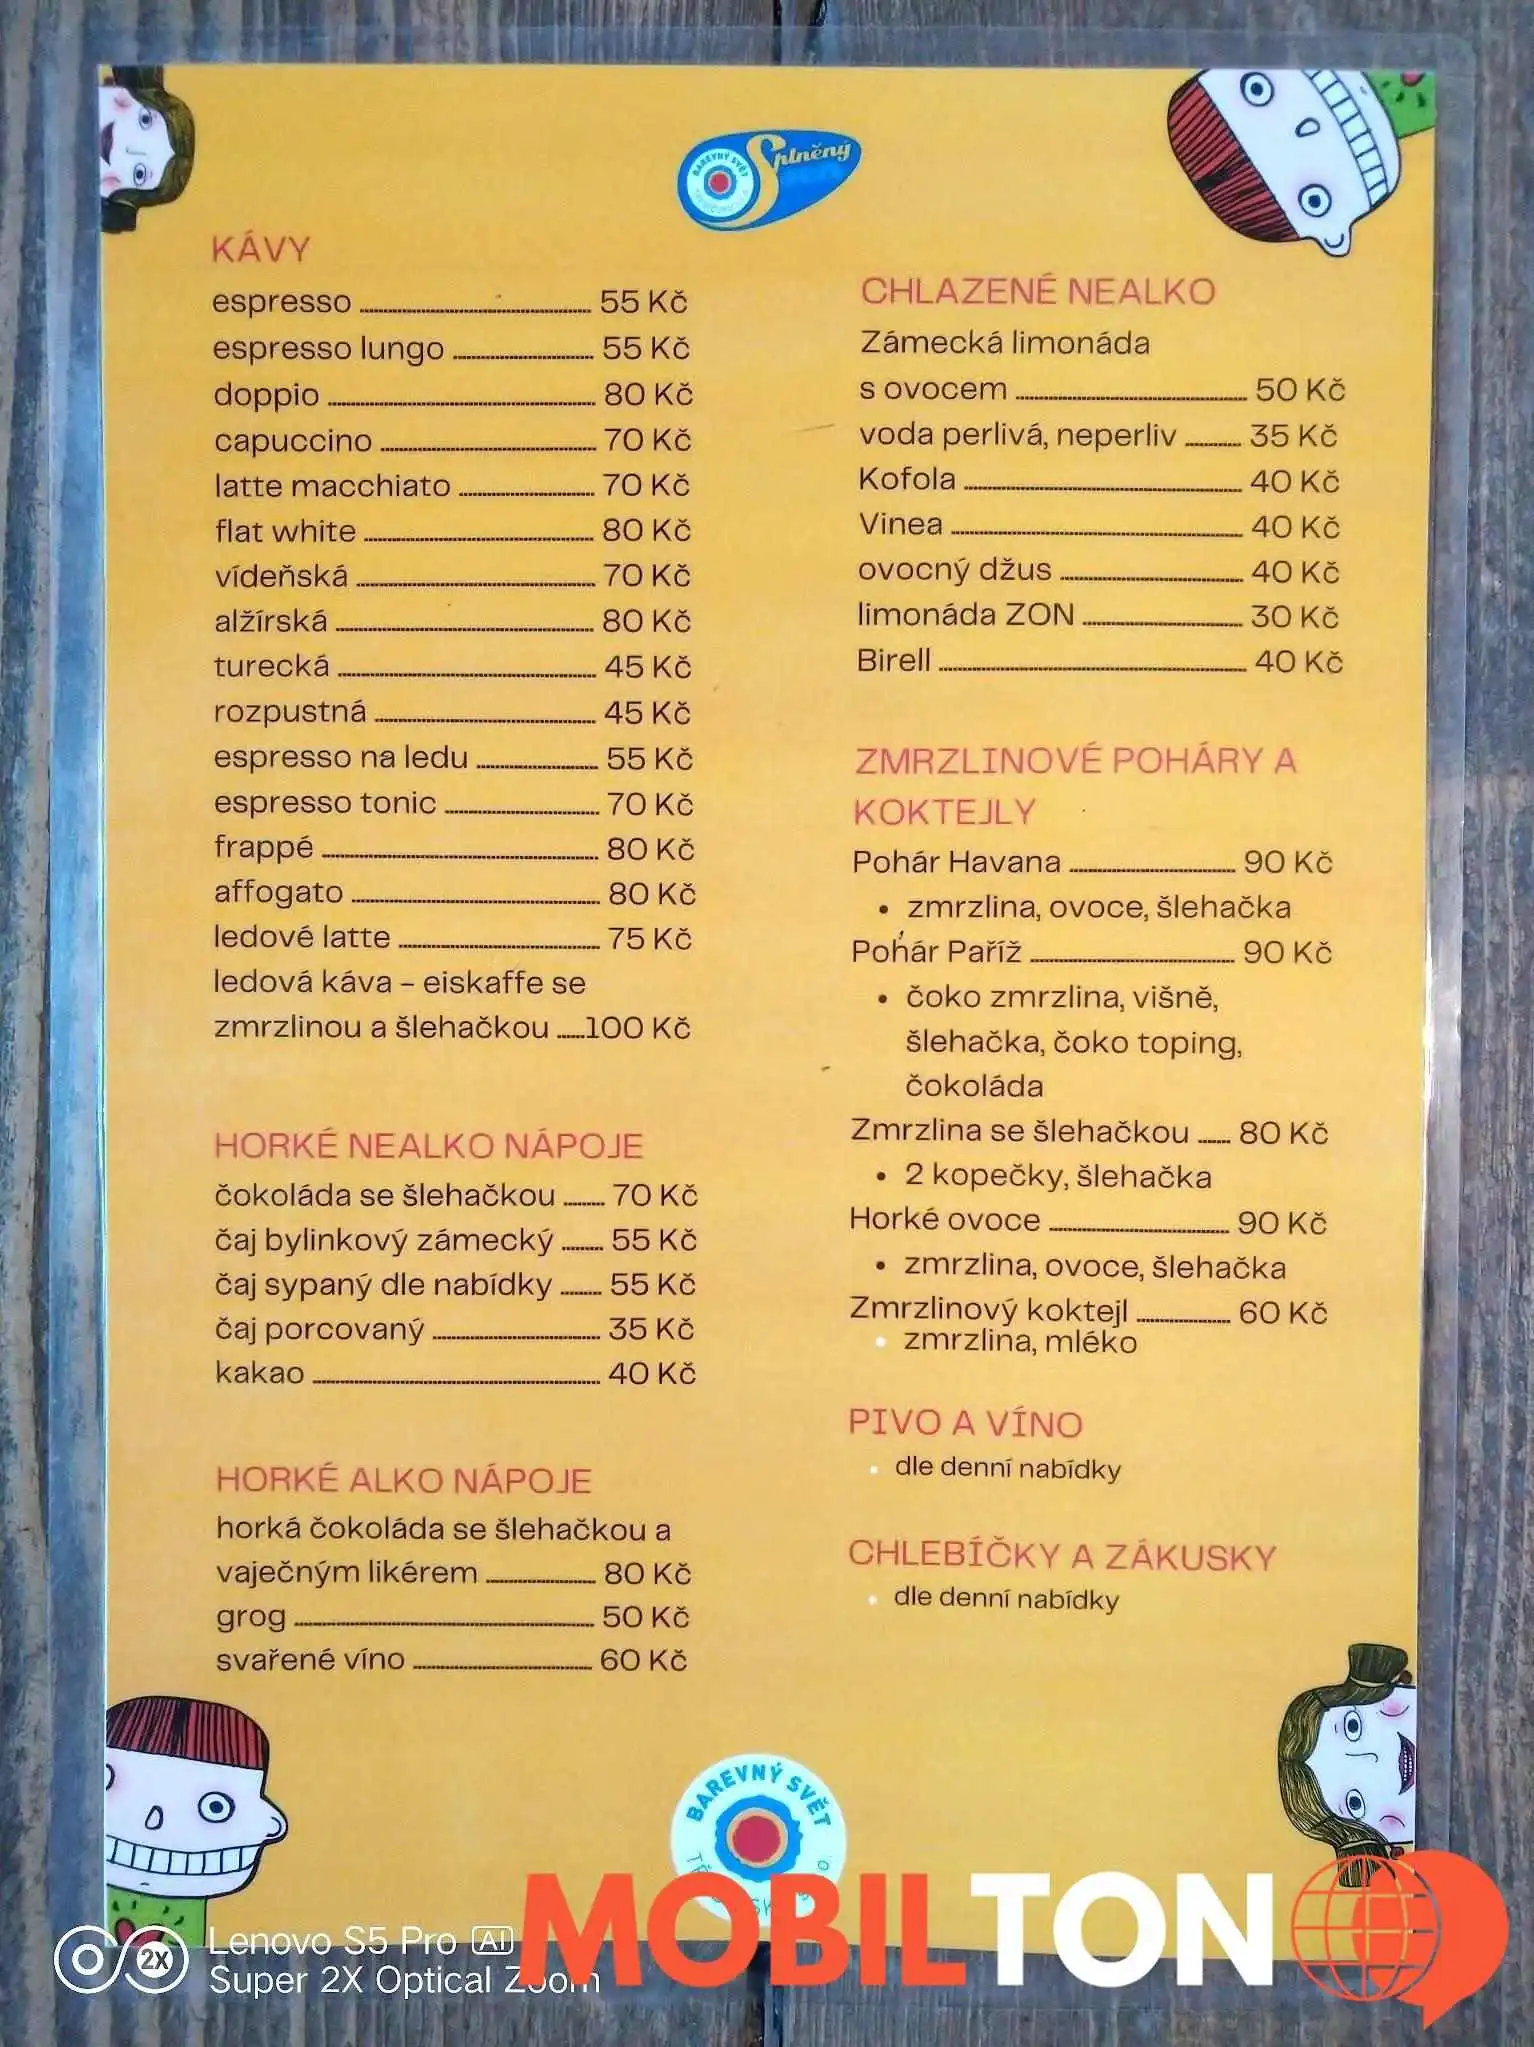 BAREVNÝ SVĚT
Splněný
KÁVY
espresso 55 Kč
espresso lungo 55 Kč
doppio 80 Kč
capuccino 70 Kč
latte macchiato 70 Kč
flat white 80 Kč
vídeňská 70 Kč
alžírská 80 Kč
turecká 45 Kč
rozpustná 45 Kč
espresso na ledu 55 Kč
espresso tonic 70 Kč
frappé 80 Kč
affogato 80 Kč
ledové latte 75 Kč
ledová káva - eiskaffe se
zmrzlinou a šlehačkou 100 Kč
HORKÉ NEALKO NÁPOJE
čokoláda se šlehačkou 70 Kč
čaj bylinkový zámecký 55 Kč
čaj sypaný dle nabídky 55 Kč
čaj porcovaný 35 Kč
kakao 40 Kč
HORKÉ ALKO NÁPOJE
horká čokoláda se šlehačkou a
vaječným likérem 80 Kč
grog 50 Kč
svařené víno 60 Kč
CHLAZENÉ NEALKO
Zámecká limonáda
s ovocem 50 Kč
voda perlivá, neperliv 35 Kč
Kofola 40 Kč
Vinea 40 Kč
ovocný džus 40 Kč
limonáda ZON 30 Kč
Birell 40 Kč
ZMRZLINOVÉ POHÁRY A
KOKTEJLY
Pohár Havana 90 Kč
• zmrzlina, ovoce, šlehačka
Pohár Paříž 90 Kč
• čoko zmrzlina, višně,
šlehačka, čoko toping,
čokoláda
Zmrzlina se šlehačkou 80 Kč
• 2 kopečky, šlehačka
Horké ovoce 90 Kč
• zmrzlina, ovoce, šlehačka
Zmrzlinový koktejl 60 Kč
• zmrzlina, mléko
PIVO A VÍNO
• dle denní nabídky
CHLEBÍČKY A ZÁKUSKY
• dle denní nabídky
BAREVNÝ SVĚT
MOBILTON
2X
Lenovo S5 Pro AI
Super 2X Optical Zoom